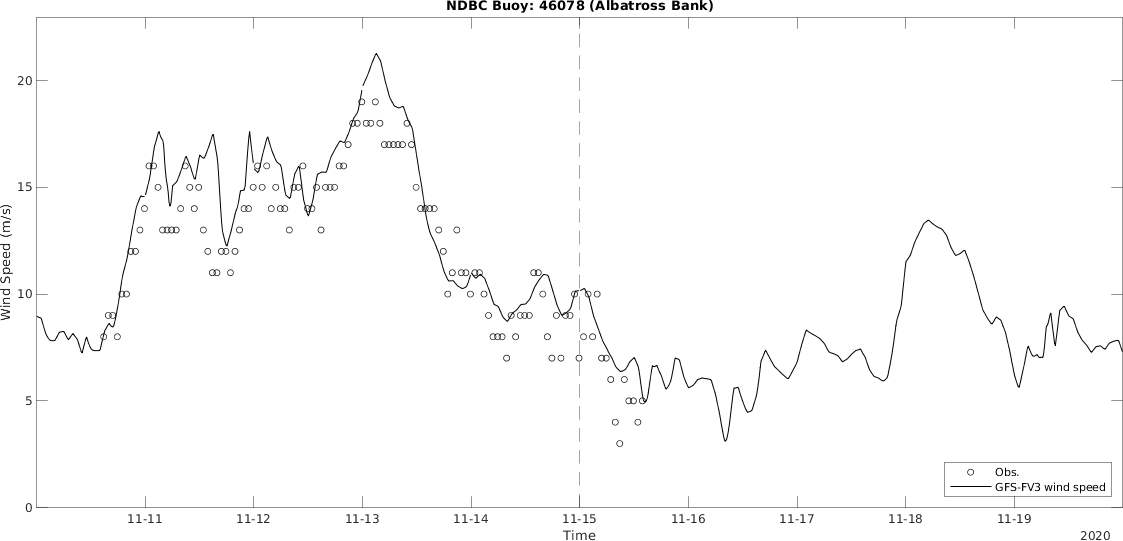 NDBC Buoy: 46078 (Albatross Bank)
20
15
10
5
0
Wind Speed (m/s)
Obs.
GFS-FV3 wind speed
11-11 11-12 11-13 11-14 11-15 11-16 11-17 11-18 11-19
Time
2020